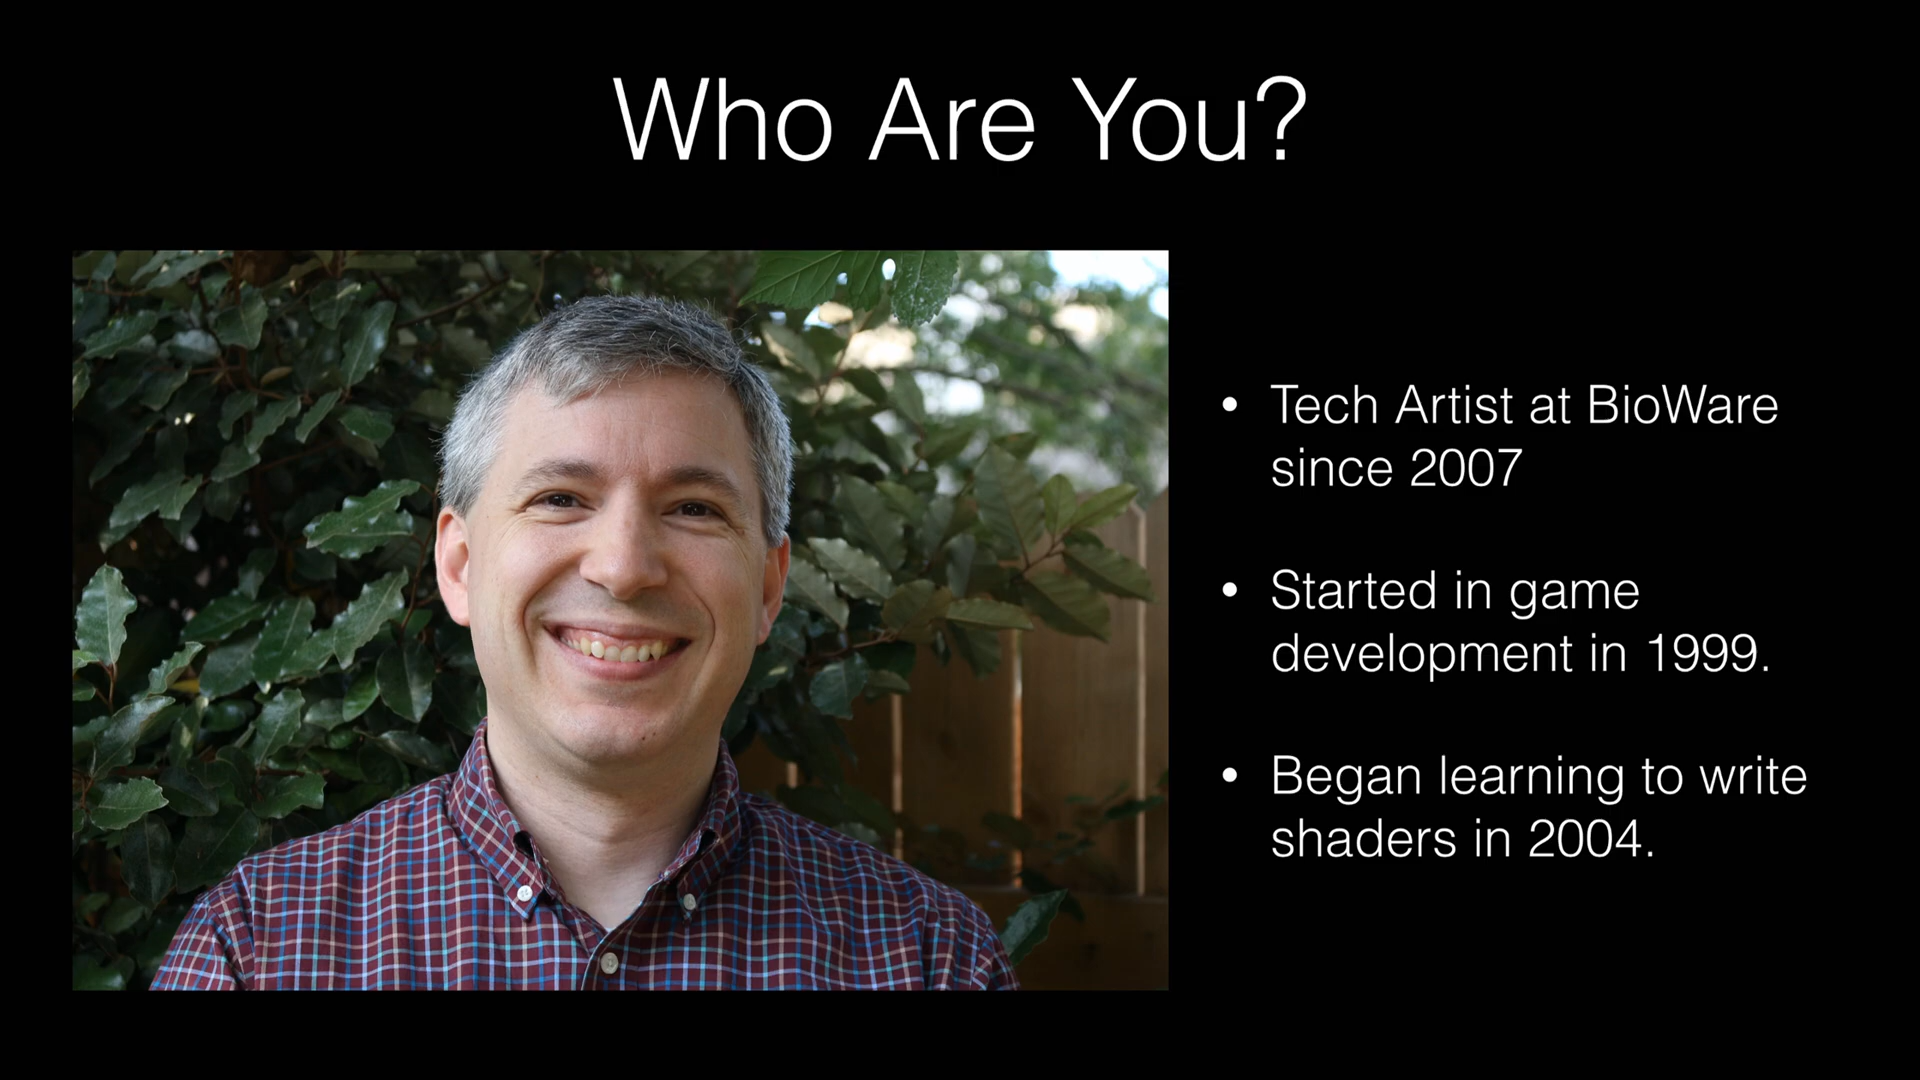 Who Are You?
• Tech Artist at BioWare
since 2007
• Started in game
development in 1999.
• Began learning to write
shaders in 2004.